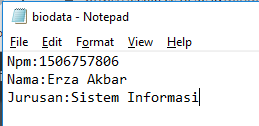 biodata - Notepad
File Edit Format View Help
Npm:1506757806
Nama:Erza Akbar
Jurusan:Sistem Informasi